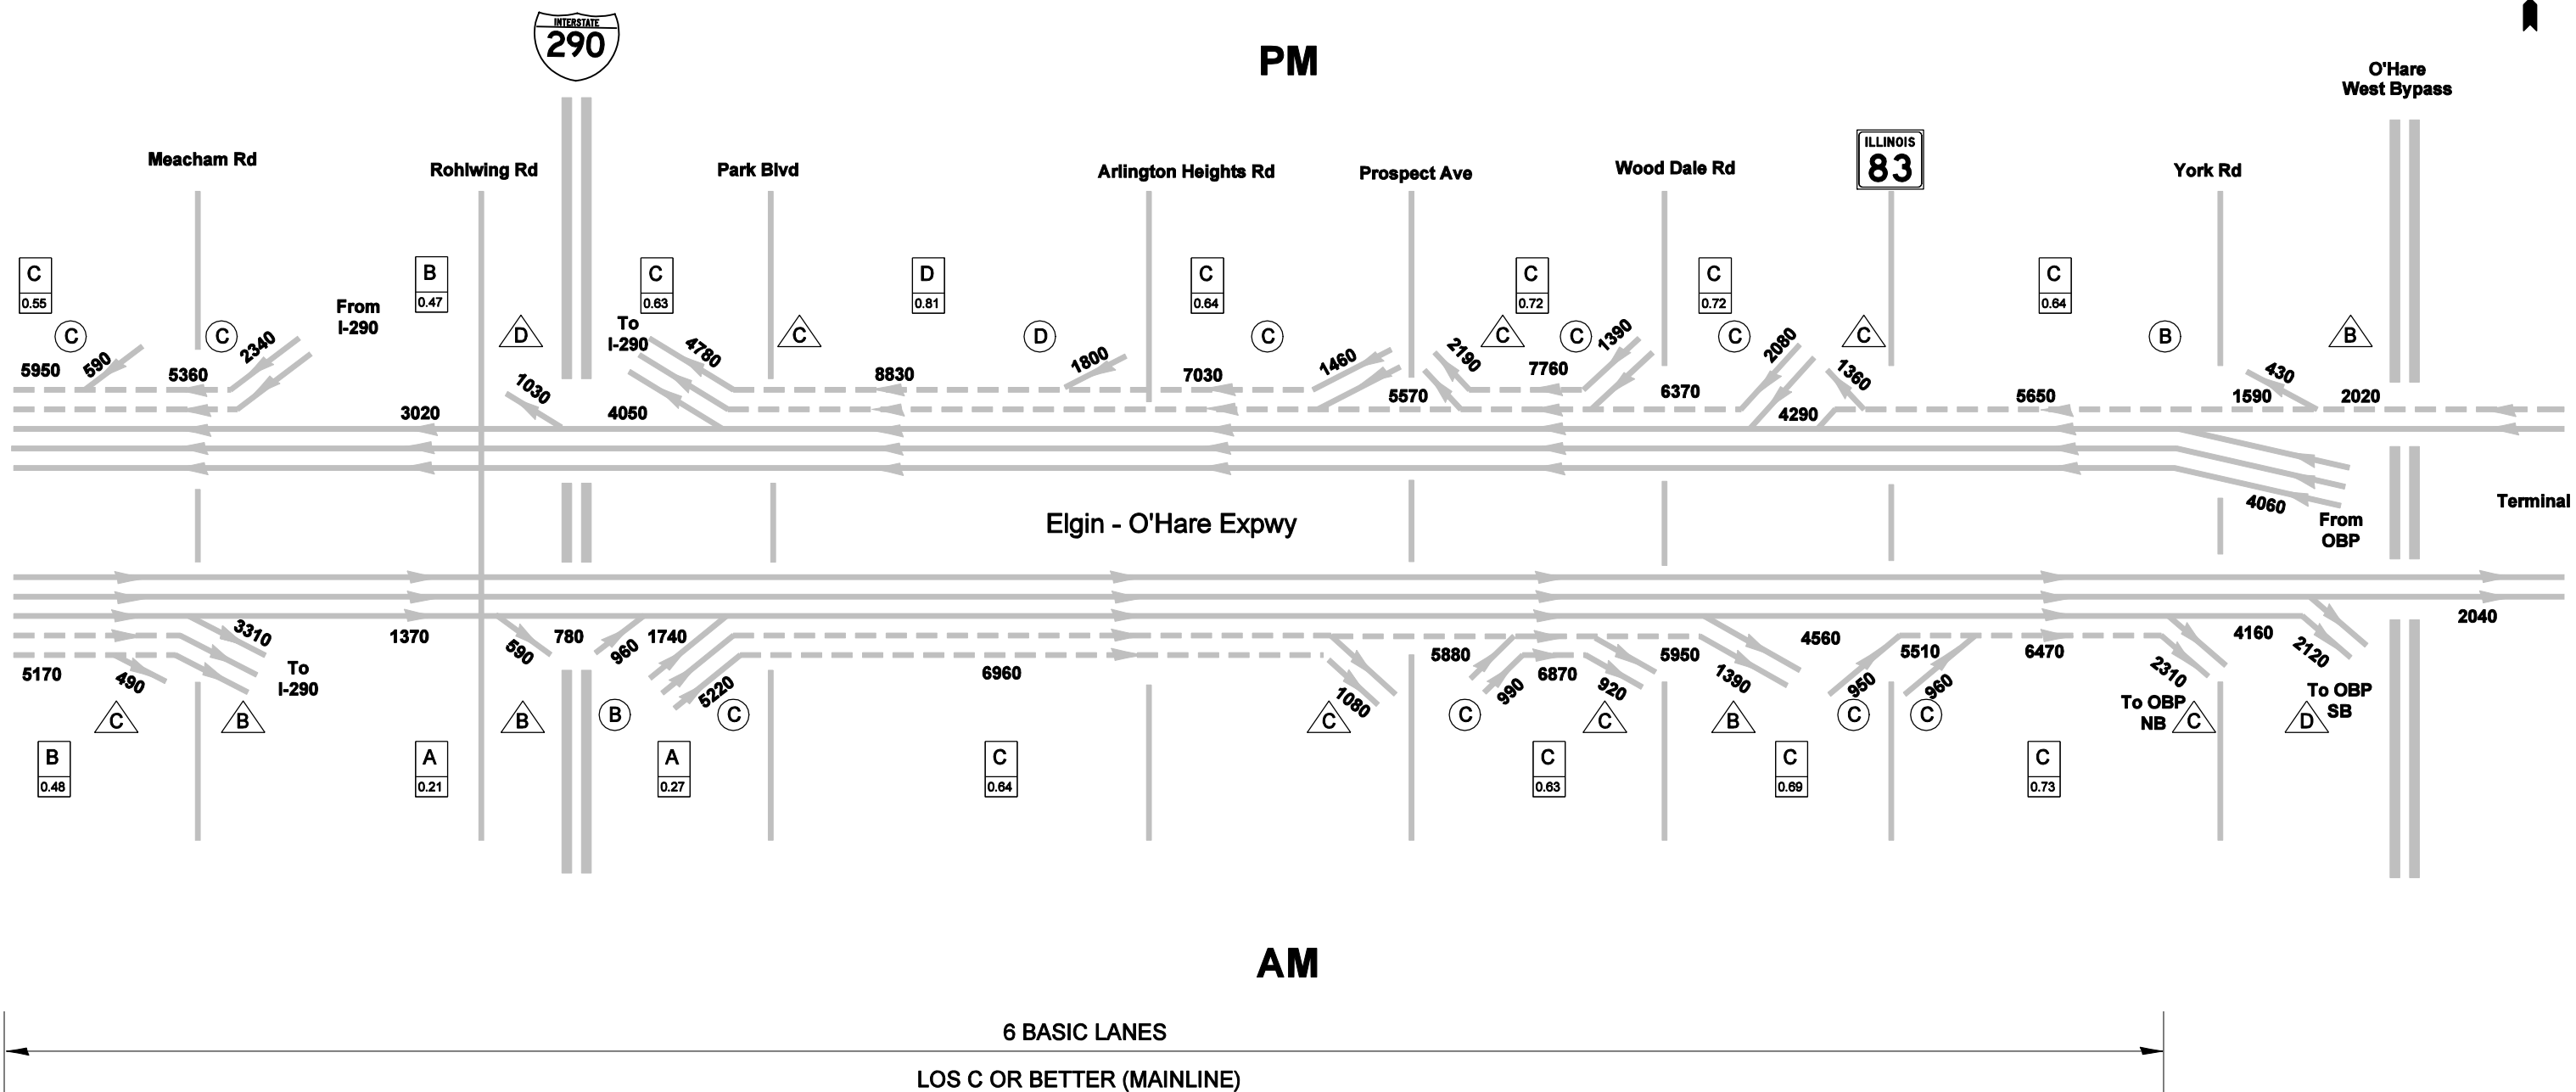 INTERSTATE
290
PM
O'Hare
West Bypass
Meacham Rd
Rohlwing Rd
Park Blvd
Arlington Heights Rd
Prospect Ave
Wood Dale Rd
ILLINOIS
83
York Rd
C
0.55
B
0.47
C
0.63
D
0.81
C
0.64
C
0.72
C
0.72
C
0.64
C
C
From
I-290
D
To
I-290
C
D
C
C
C
C
C
B
B
5950
590
5360
2340
3020
1030
4050
4780
8830
1800
7030
1460
5570
2190
7760
1390
6370
2080
4290
1360
5650
1590
430
2020
4060
From
OBP
Terminal
Elgin - O'Hare Expwy
5170
490
3310
To
I-290
1370
590
780
960
1740
5220
6960
1080
5880
990
6870
920
5950
1390
4560
950
5510
960
6470
2310
4160
2120
2040
To OBP
NB
To OBP
SB
C
B
B
B
C
C
C
C
B
C
C
C
D
B
0.48
A
0.21
A
0.27
C
0.64
C
0.63
C
0.69
C
0.73
AM
6 BASIC LANES
LOS C OR BETTER (MAINLINE)